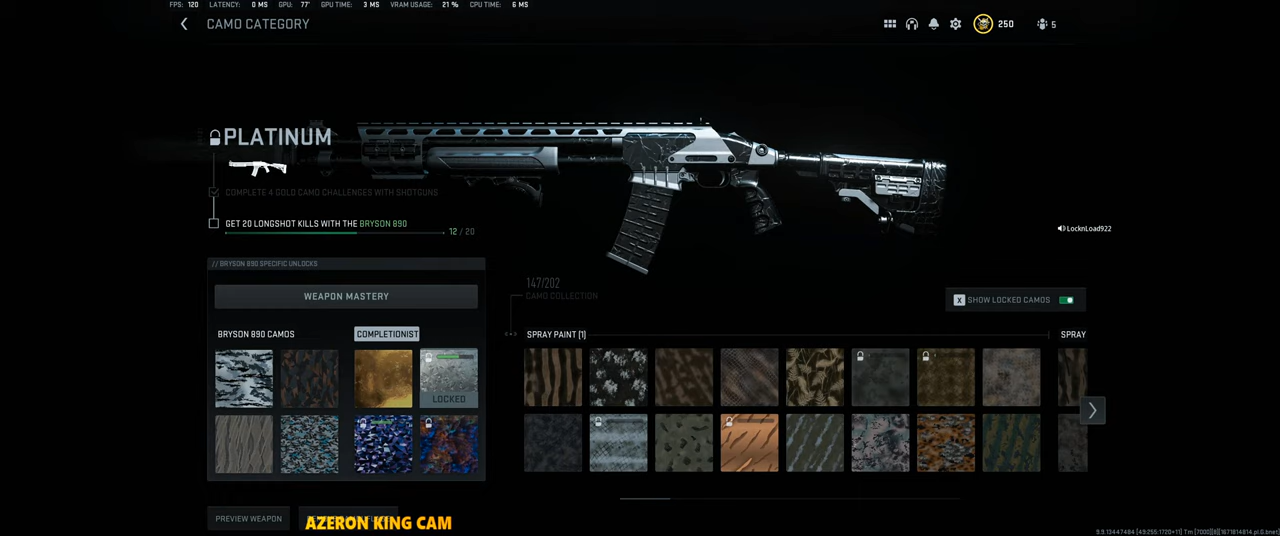 FPS: 120 LATENCY: 0 MS GPU: 77° GPU TIME: 3 MS VRAM USAGE: 21 % CPU TIME: 6 MS
CAMO CATEGORY
250
5
PLATINUM
COMPLETE 4 GOLD CAMO CHALLENGES WITH SHOTGUNS
GET 20 LONGSHOT KILLS WITH THE BRYSON 890
12 / 20
LocknLoad922
// BRYSON 890 SPECIFIC UNLOCKS
WEAPON MASTERY
147/202
CAMO COLLECTION
X SHOW LOCKED CAMOS
BRYSON 890 CAMOS
COMPLETIONIST
SPRAY PAINT [1]
SPRAY
LOCKED
PREVIEW WEAPON
AZERON KING CAM